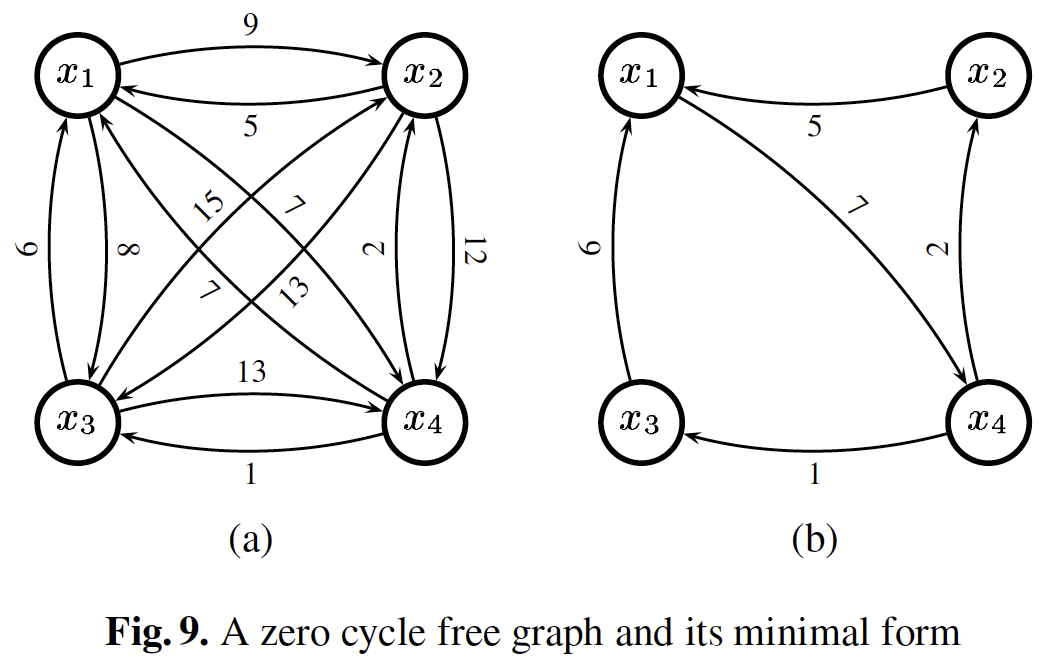 9
x1 x2 x1 x2
5 5
15 7 7
6 8 2 12 6 2
7 13
13
x3 x4 x3 x4
1 1
(a) (b)
Fig. 9. A zero cycle free graph and its minimal form